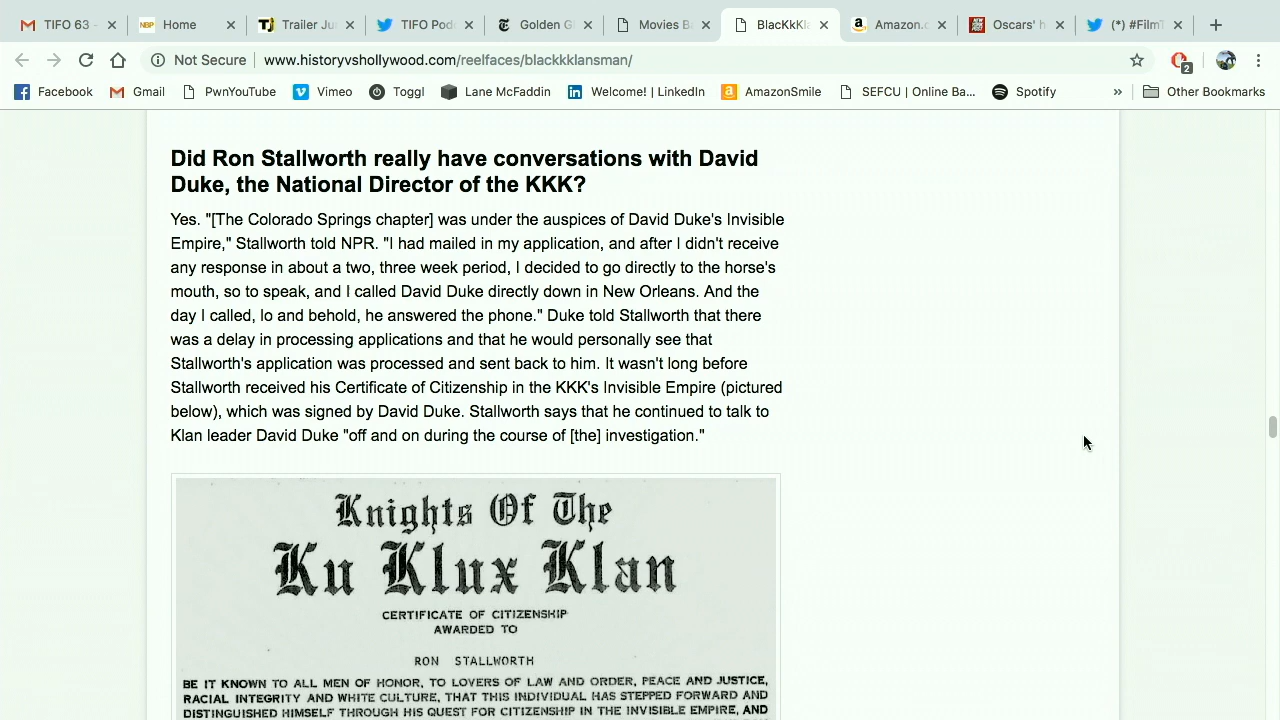 TIFO 63 -
Home
Trailer Ju
TIFO Pod
Golden G
Movies B
BlacKkKl
Amazon.c
Oscars' h
(*) #FilmT
Not Secure
www.historyvshollywood.com/reelfaces/blackkklansman/
2
Facebook
Gmail
PwnYouTube
Vimeo
Toggl
Lane McFaddin
Welcome! | LinkedIn
AmazonSmile
SEFCU | Online Ba...
Spotify
»
Other Bookmarks
Did Ron Stallworth really have conversations with David
Duke, the National Director of the KKK?
Yes. "[The Colorado Springs chapter] was under the auspices of David Duke's Invisible
Empire," Stallworth told NPR. "I had mailed in my application, and after I didn't receive
any response in about a two, three week period, I decided to go directly to the horse's
mouth, so to speak, and I called David Duke directly down in New Orleans. And the
day I called, lo and behold, he answered the phone." Duke told Stallworth that there
was a delay in processing applications and that he would personally see that
Stallworth's application was processed and sent back to him. It wasn't long before
Stallworth received his Certificate of Citizenship in the KKK's Invisible Empire (pictured
below), which was signed by David Duke. Stallworth says that he continued to talk to
Klan leader David Duke "off and on during the course of [the] investigation."
Knights Of The
Ku Klux Klan
CERTIFICATE OF CITIZENSHIP
AWARDED TO
RON STALLWORTH
BE IT KNOWN TO ALL MEN OF HONOR, TO LOVERS OF LAW AND ORDER, PEACE AND JUSTICE,
RACIAL INTEGRITY AND WHITE CULTURE, THAT THIS INDIVIDUAL HAS STEPPED FORWARD AND
DISTINGUISHED HIMSELF THROUGH HIS QUEST FOR CITIZENSHIP IN THE INVISIBLE EMPIRE, AND